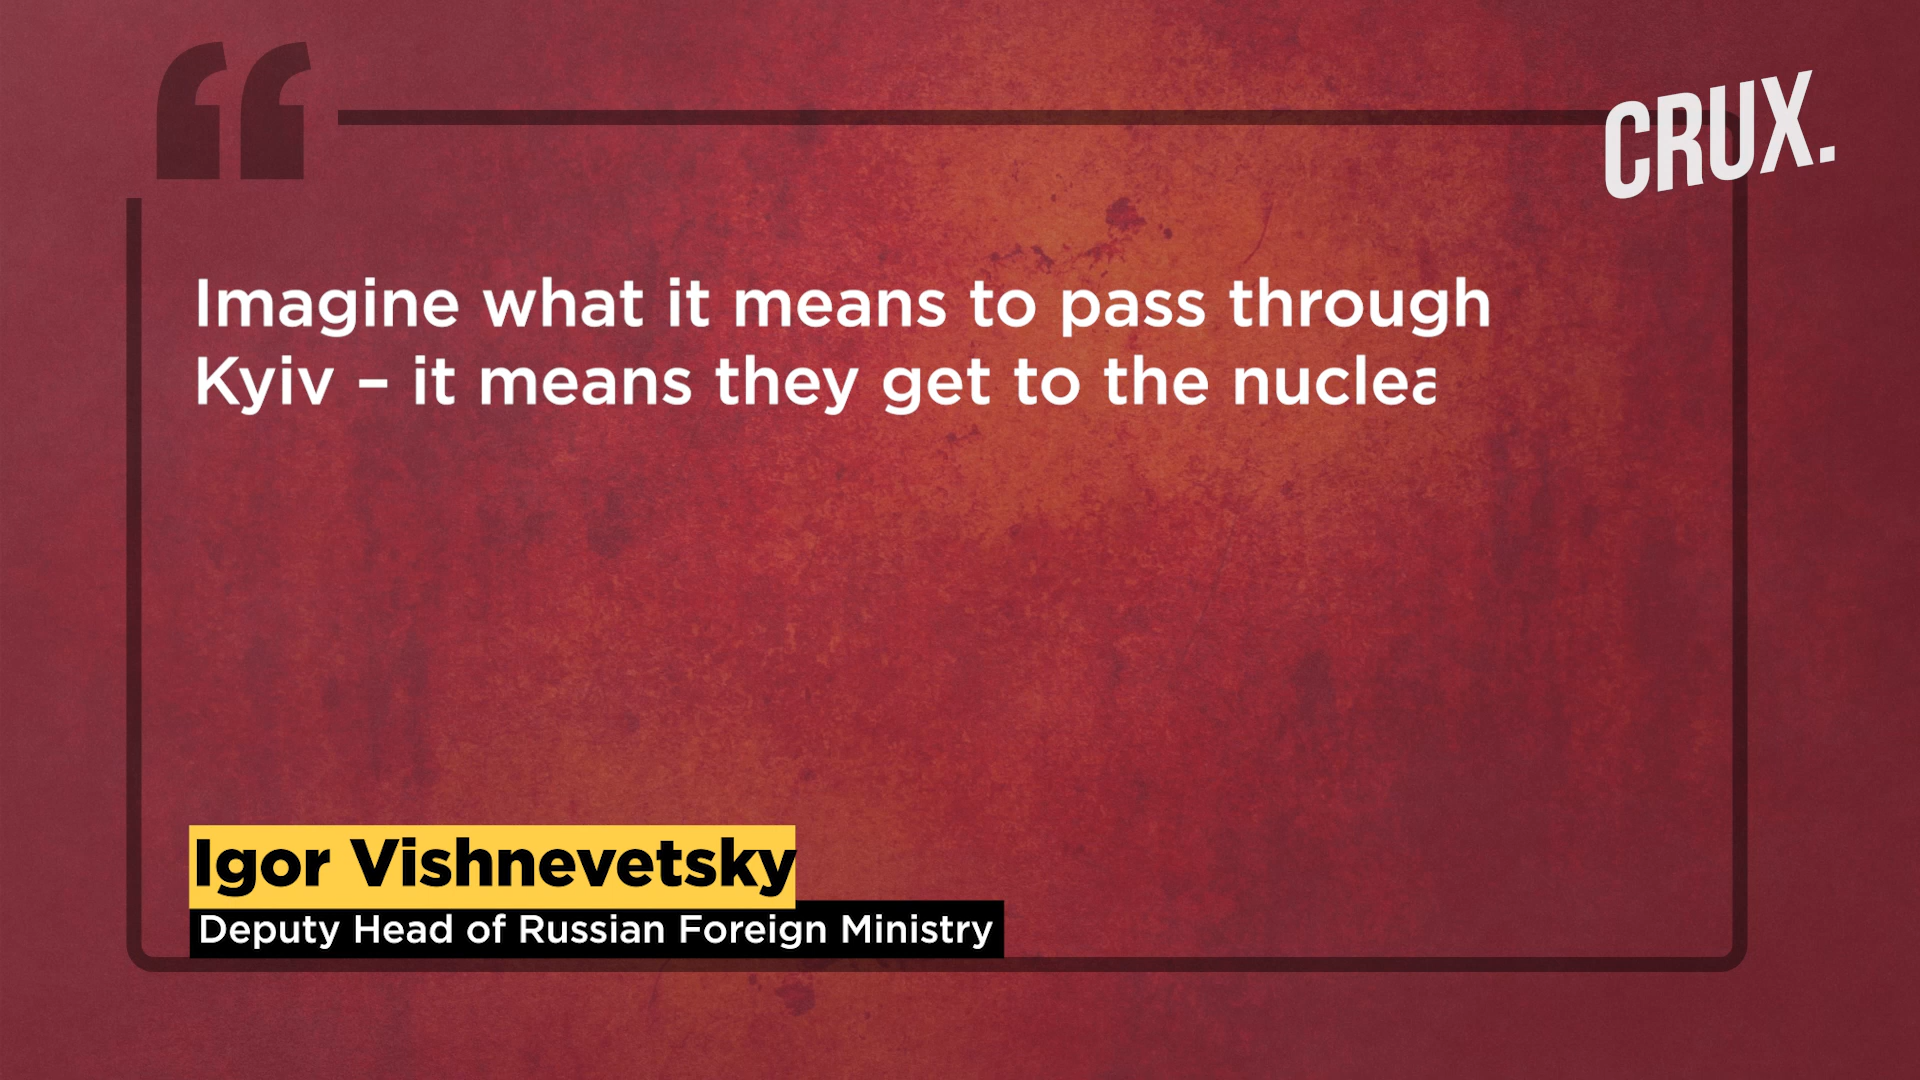 CRUX.
Imagine what it means to pass through
Kyiv – it means they get to the nuclea
Igor Vishnevetsky
Deputy Head of Russian Foreign Ministry